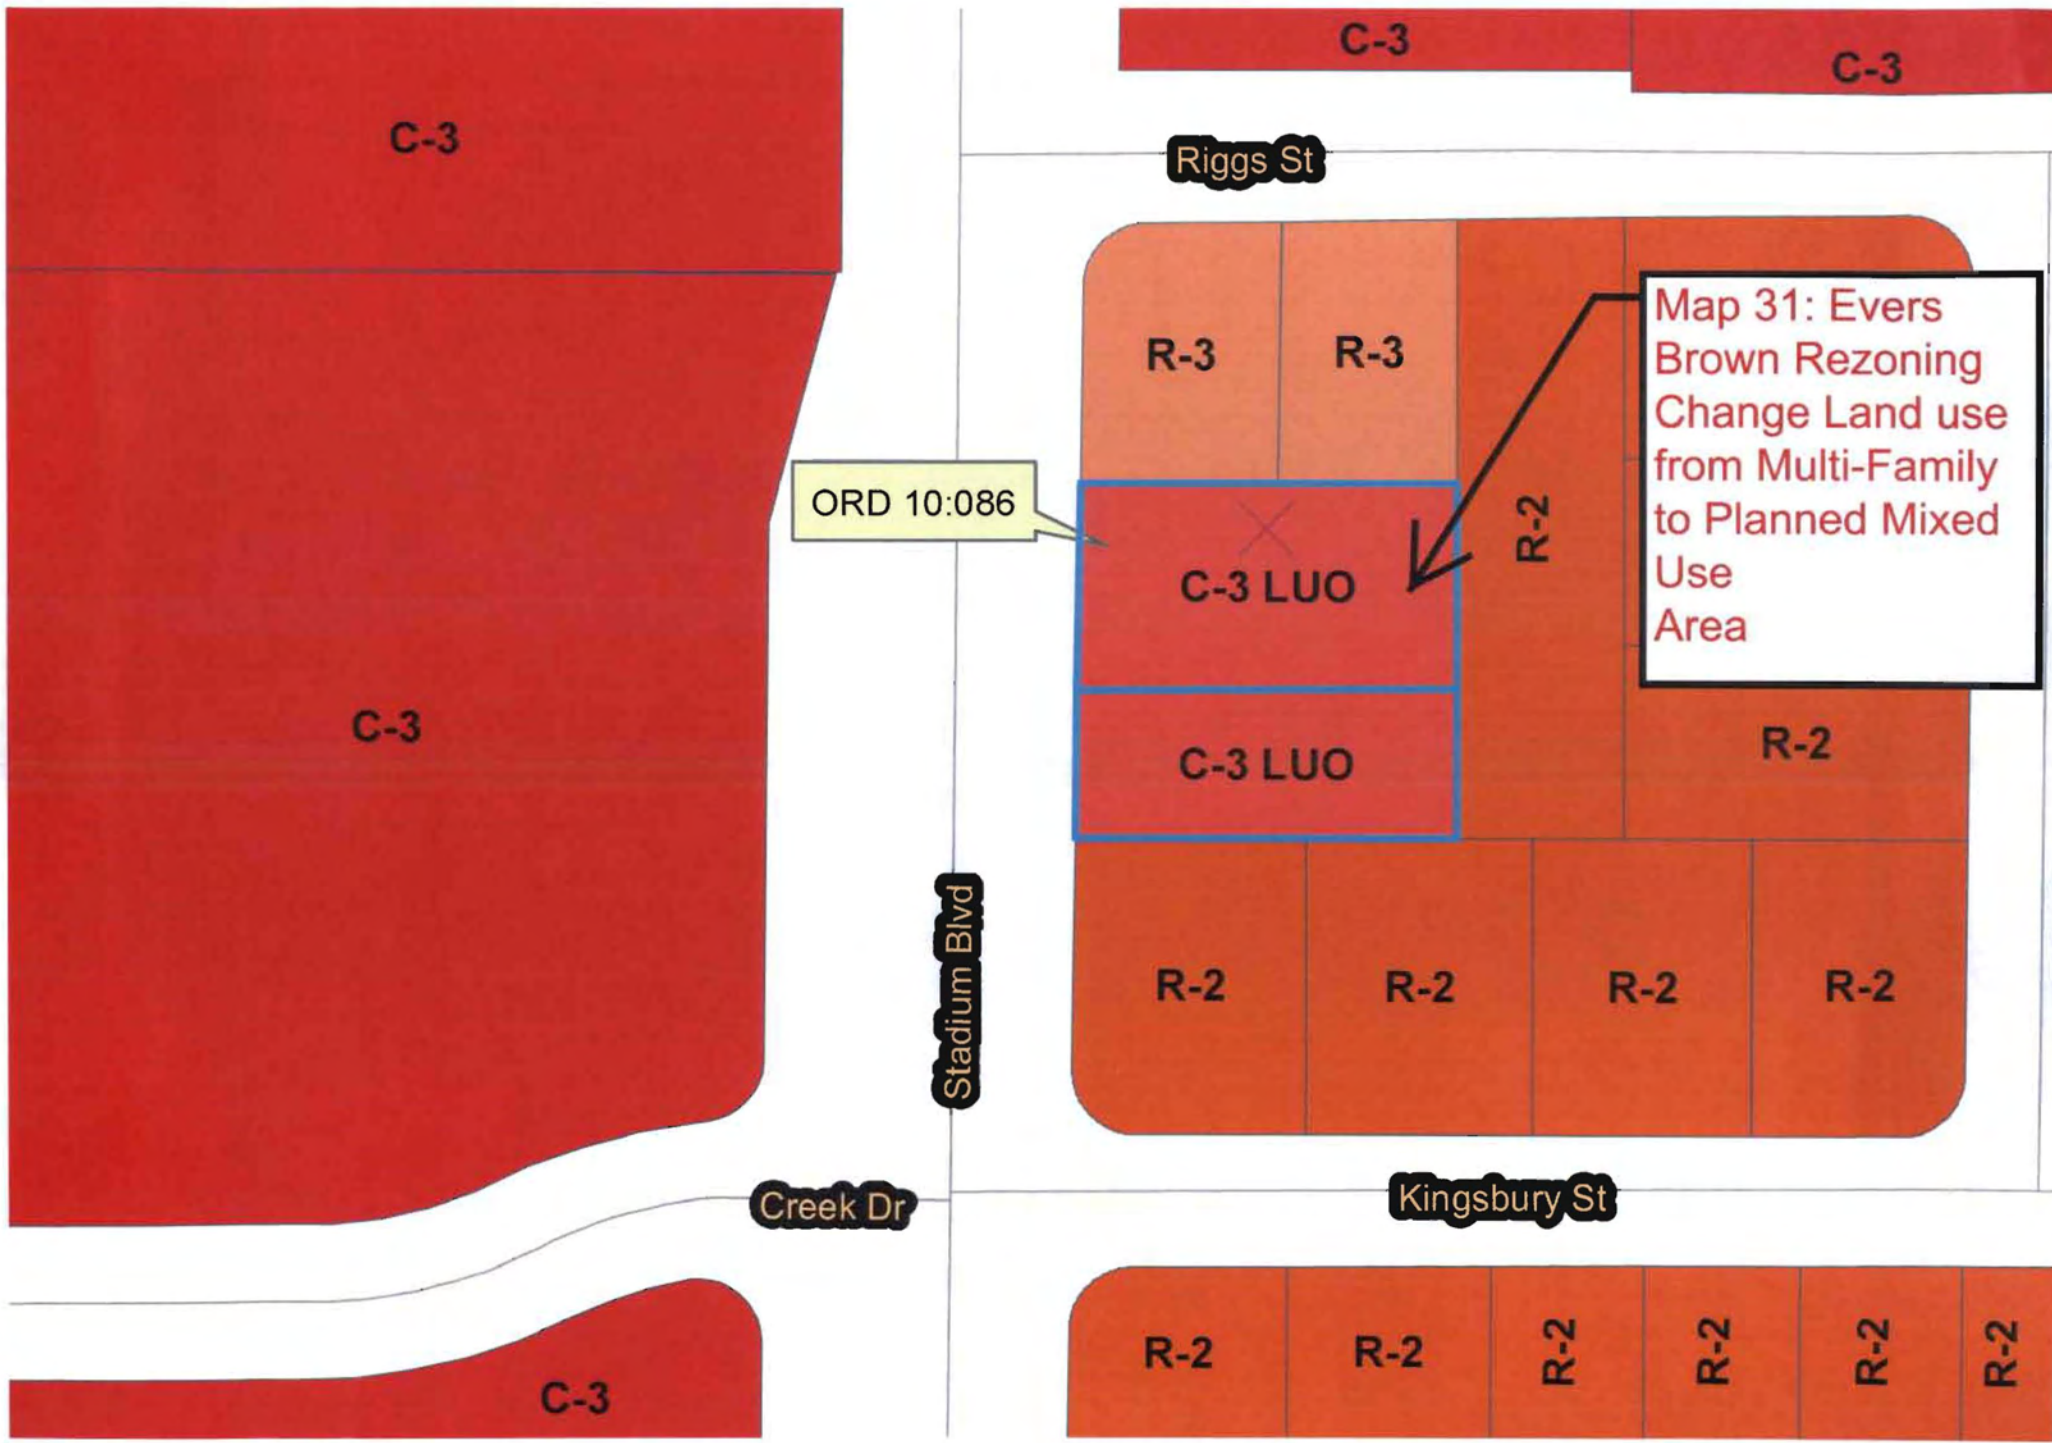 C-3
C-3
C-3
Riggs St
R-3
R-3
Map 31: Evers
Brown Rezoning
Change Land use
from Multi-Family
to Planned Mixed
Use
Area
ORD 10:086
R-2
C-3 LUO
C-3
C-3 LUO
R-2
Stadium Blvd
R-2
R-2
R-2
R-2
Creek Dr
Kingsbury St
C-3
R-2
R-2
R-2
R-2
R-2
R-2